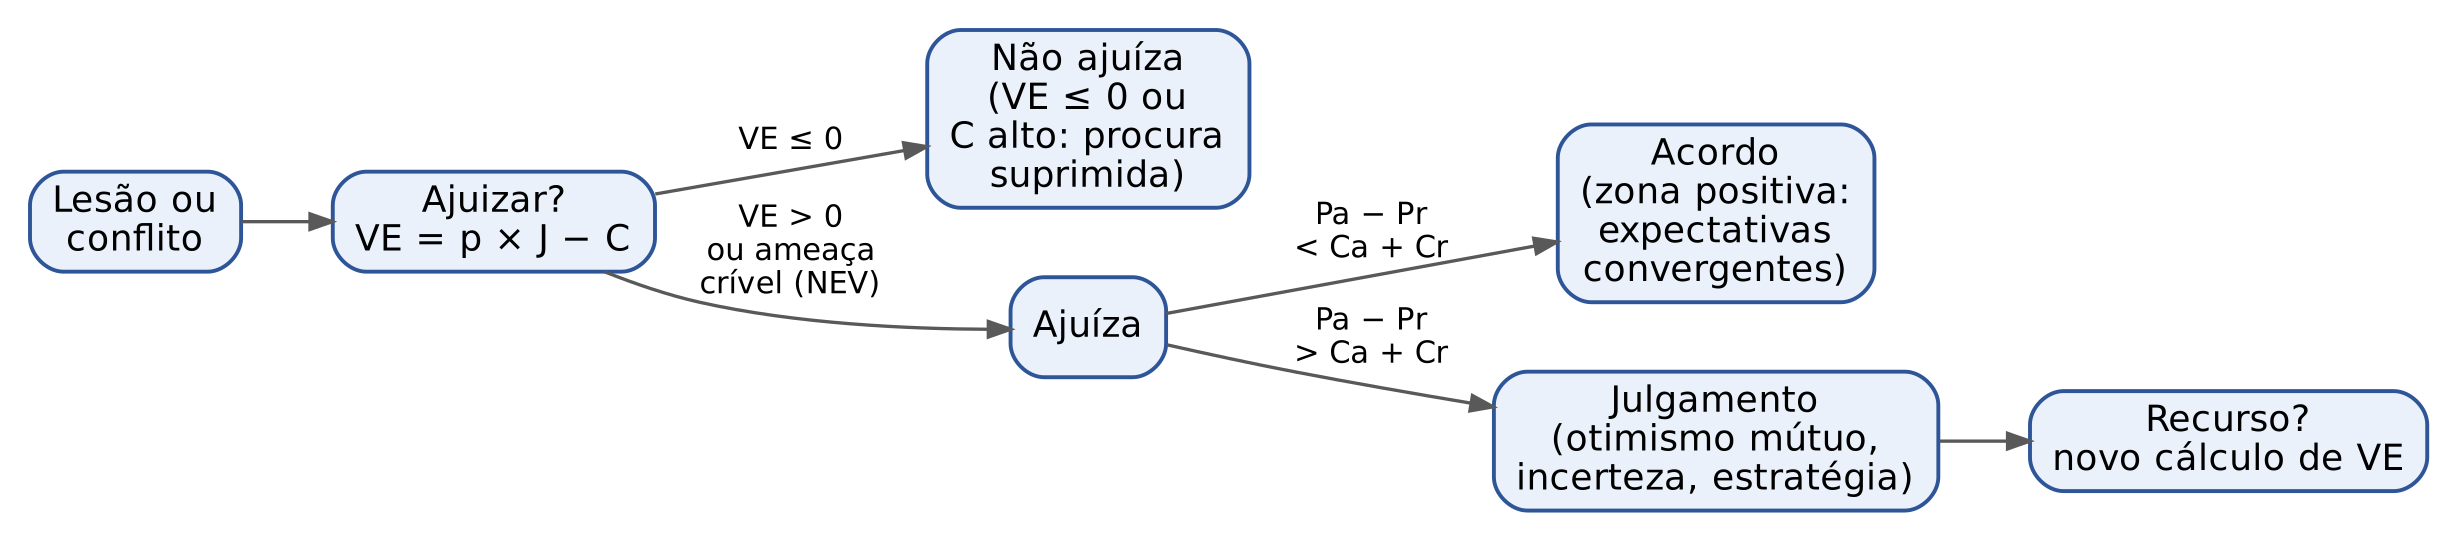 Lesão ou
conflito
Ajuizar?
VE = p × J − C
VE ≤ 0
Não ajuíza
(VE ≤ 0 ou
C alto: procura
suprimida)
VE > 0
ou ameaça
crível (NEV)
Ajuíza
Pa − Pr
< Ca + Cr
Acordo
(zona positiva:
expectativas
convergentes)
Pa − Pr
> Ca + Cr
Julgamento
(otimismo mútuo,
incerteza, estratégia)
Recurso?
novo cálculo de VE